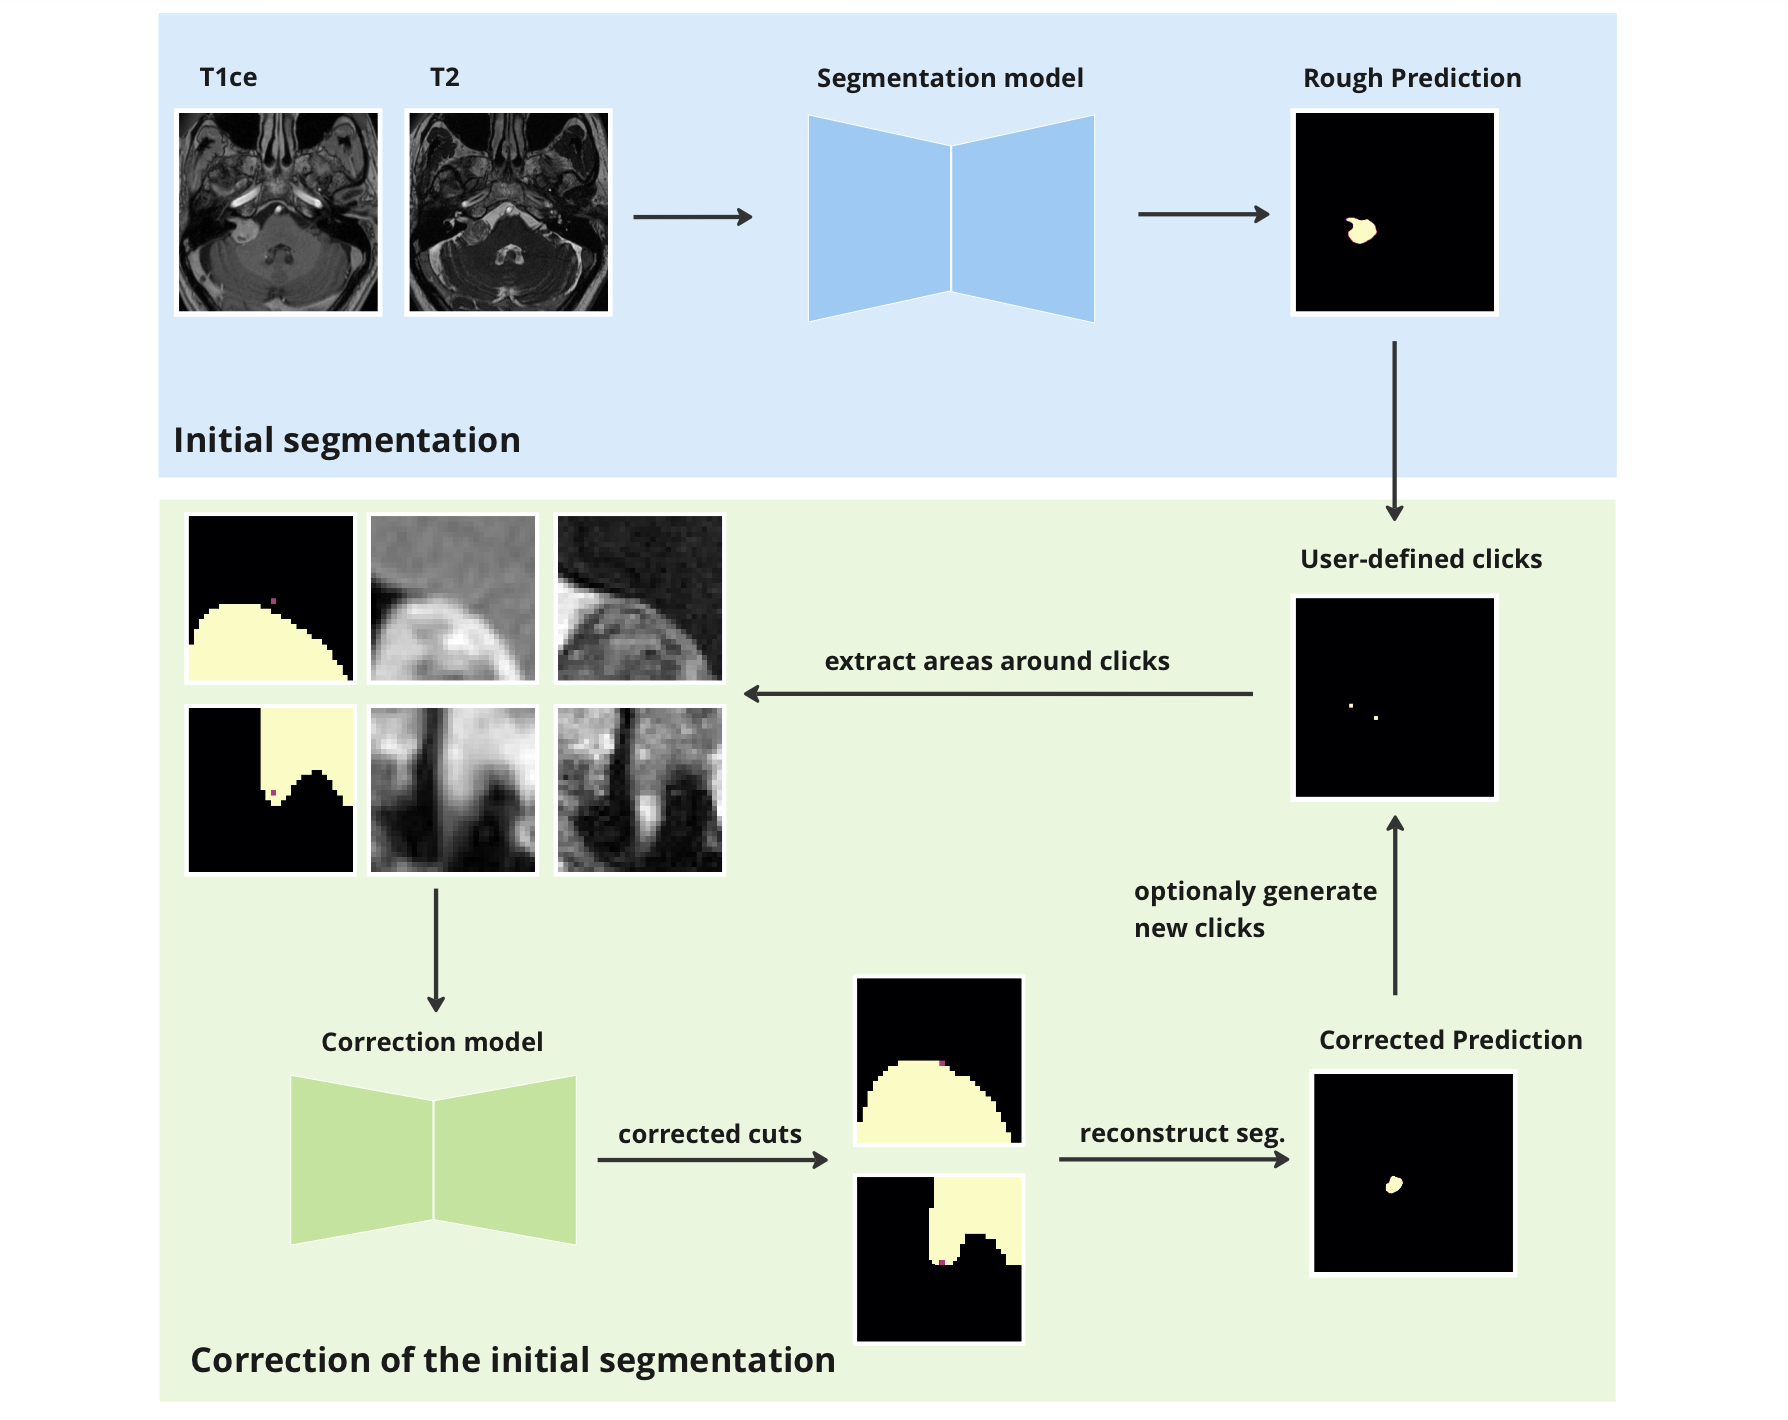 T1ce
T2
Segmentation model
Rough Prediction
Initial segmentation
User-defined clicks
extract areas around clicks
optionaly generate
new clicks
Correction model
corrected cuts
reconstruct seg.
Corrected Prediction
Correction of the initial segmentation